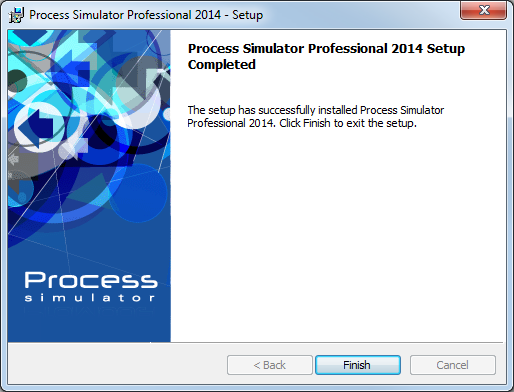 Process Simulator Professional 2014 - Setup
Process Simulator Professional 2014 Setup
Completed
The setup has successfully installed Process Simulator
Professional 2014. Click Finish to exit the setup.
Process
simulator
< Back
Finish
Cancel